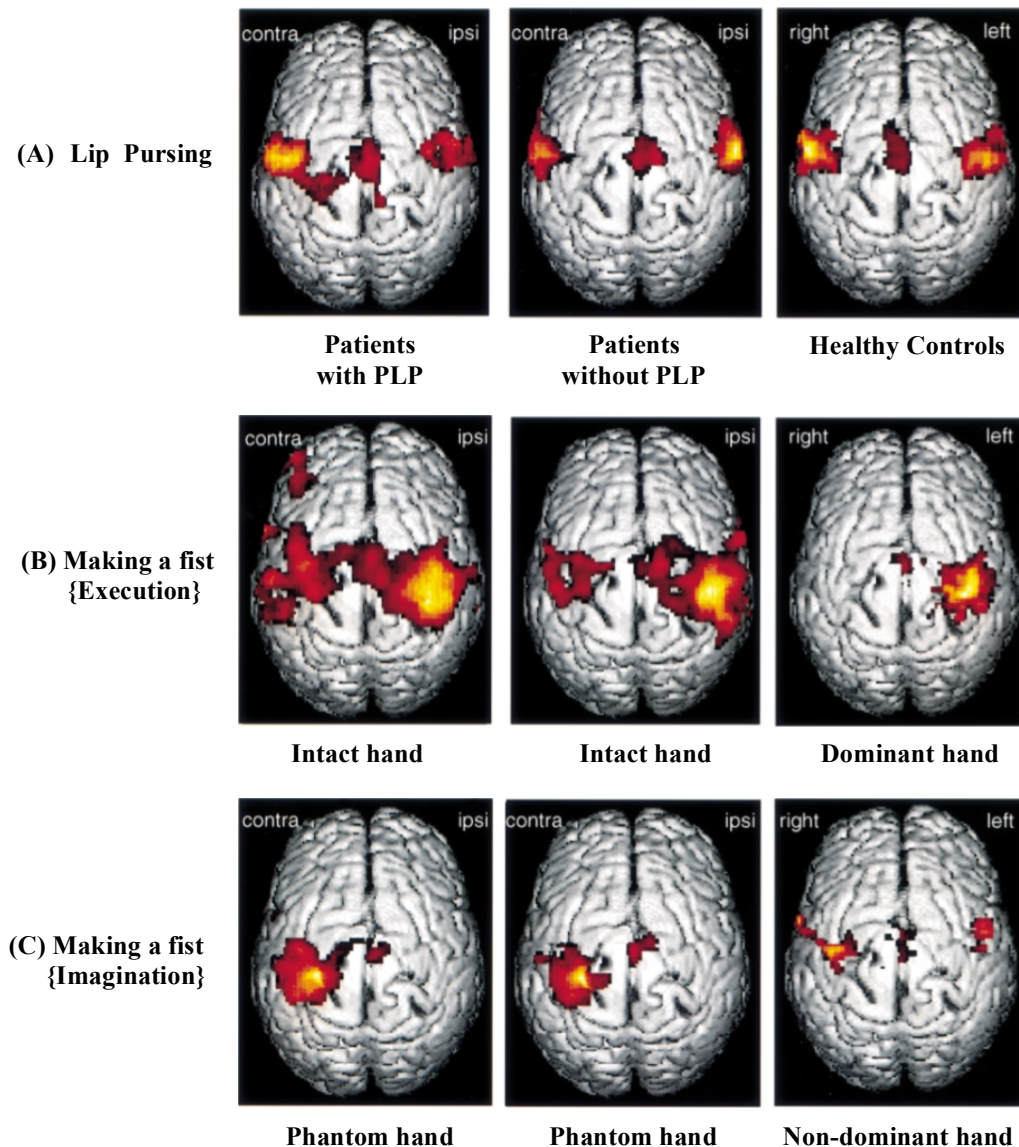 contra ipsi contra ipsi right left
(A) Lip Pursing
Patients Patients Healthy Controls
with PLP without PLP
contra ipsi ipsi right left
(B) Making a fist
{Execution}
Intact hand Intact hand Dominant hand
contra ipsi contra ipsi right left
(C) Making a fist
{Imagination}
Phantom hand Phantom hand Non-dominant hand